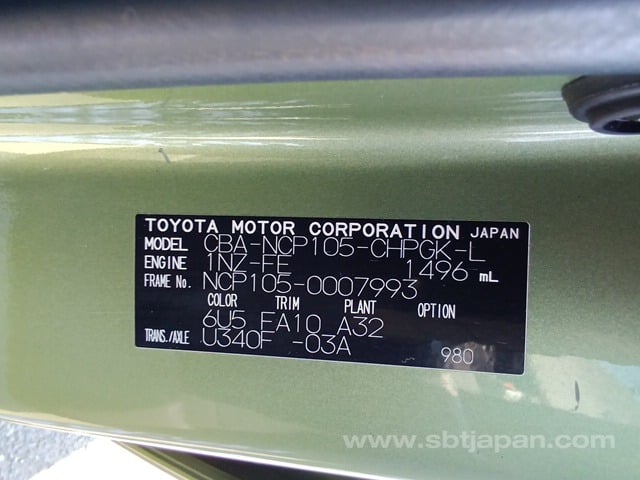 TOYOTA MOTOR CORPORATION JAPAN
MODEL CBA-NCP105-CHPGK-L
ENGINE 1NZ-FE 1496 mL
FRAME No. NCP105-0007993
COLOR TRIM PLANT OPTION
6U5 FA10 A32
TRANS./AXLE U340F -03A
980
www.sbtjapan.com